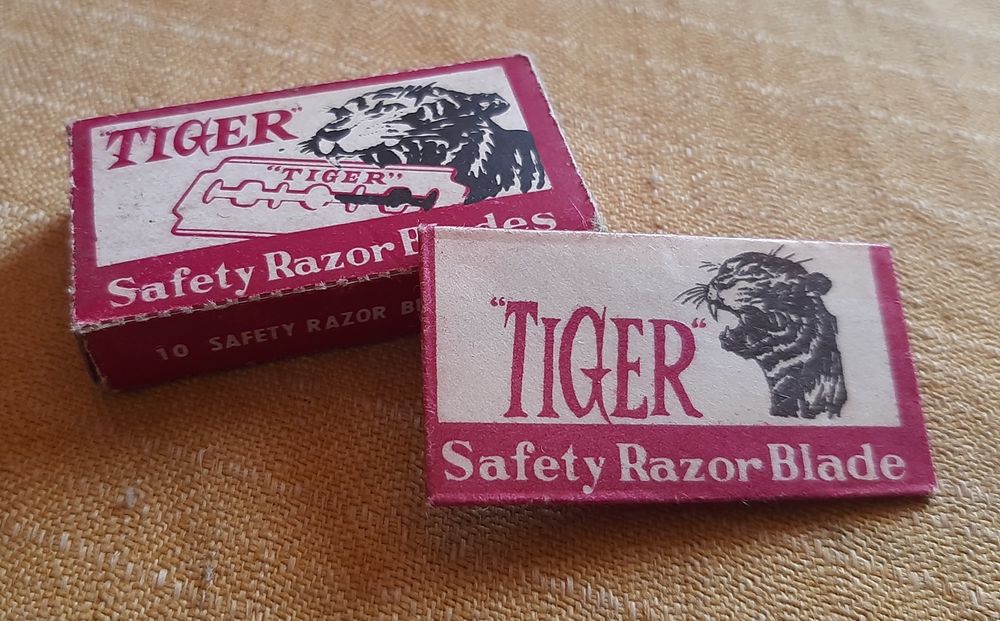 "TIGER"
"TIGER"
Safety Razor Blades
10 SAFETY RAZOR
"TIGER"
Safety Razor Blade